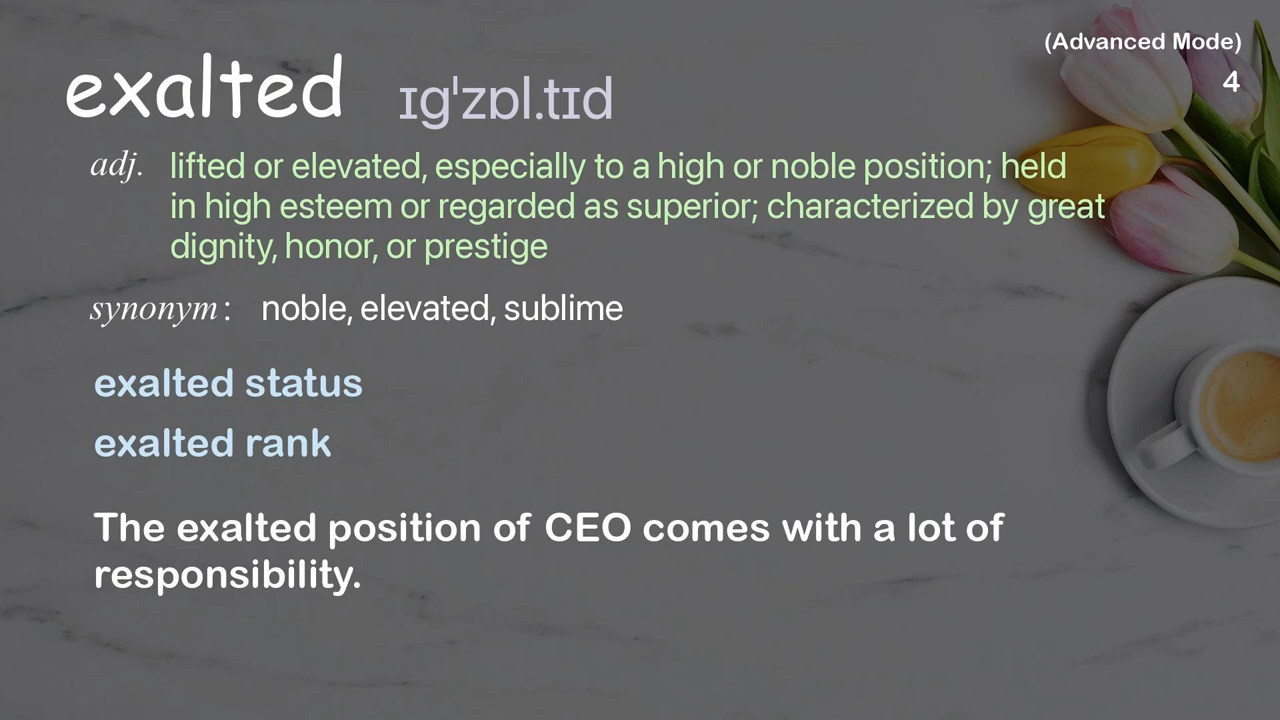 (Advanced Mode)
4
exalted ɪɡˈzɒl.tɪd
adj. lifted or elevated, especially to a high or noble position; held
in high esteem or regarded as superior; characterized by great
dignity, honor, or prestige
synonym: noble, elevated, sublime
exalted status
exalted rank
The exalted position of CEO comes with a lot of
responsibility.